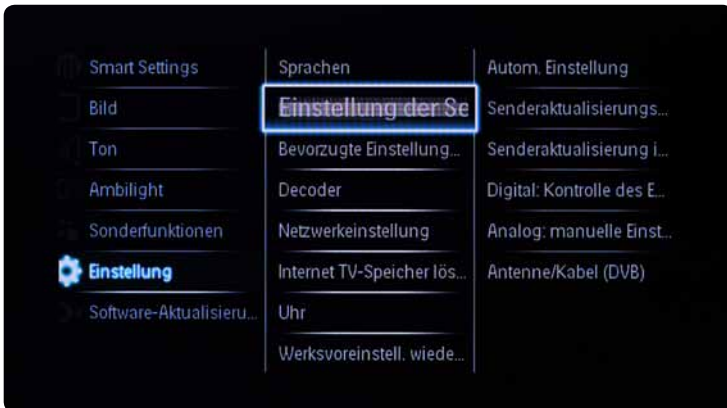 Smart Settings
Bild
Ton
Ambilight
Sonderfunktionen
Einstellung
Software-Aktualisieru...
Sprachen
Einstellung der Se
Bevorzugte Einstellung...
Decoder
Netzwerkeinstellung
Internet TV-Speicher lös...
Uhr
Werksvoreinstell. wiede...
Autom. Einstellung
Senderaktualisierungs...
Senderaktualisierung i...
Digital: Kontrolle des E...
Analog: manuelle Einst...
Antenne/Kabel (DVB)